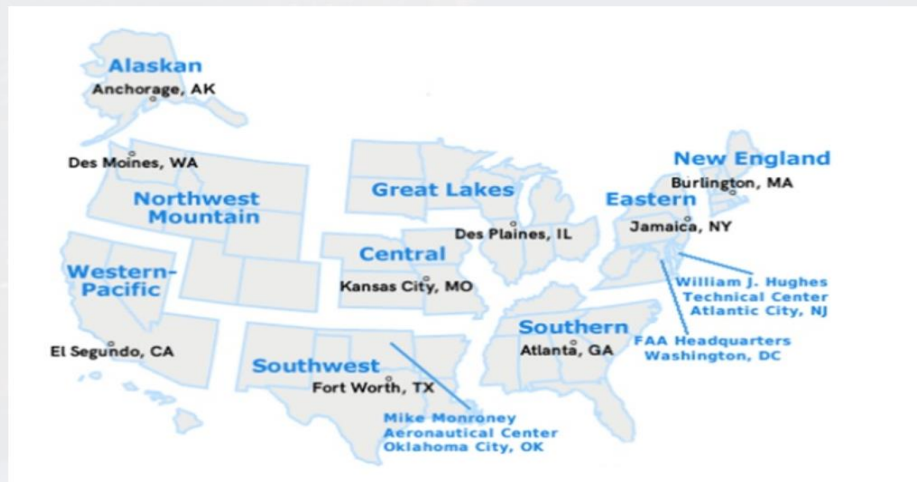 Alaskan
Anchorage, AK
Des Moines, WA
Northwest
Mountain
Great Lakes
Des Plaines, IL
New England
Burlington, MA
Eastern
Jamaica, NY
Central
Kansas City, MO
Western-
Pacific
El Segundo, CA
William J. Hughes
Technical Center
Atlantic City, NJ
Southern
Atlanta, GA
FAA Headquarters
Washington, DC
Southwest
Fort Worth, TX
Mike Monroney
Aeronautical Center
Oklahoma City, OK